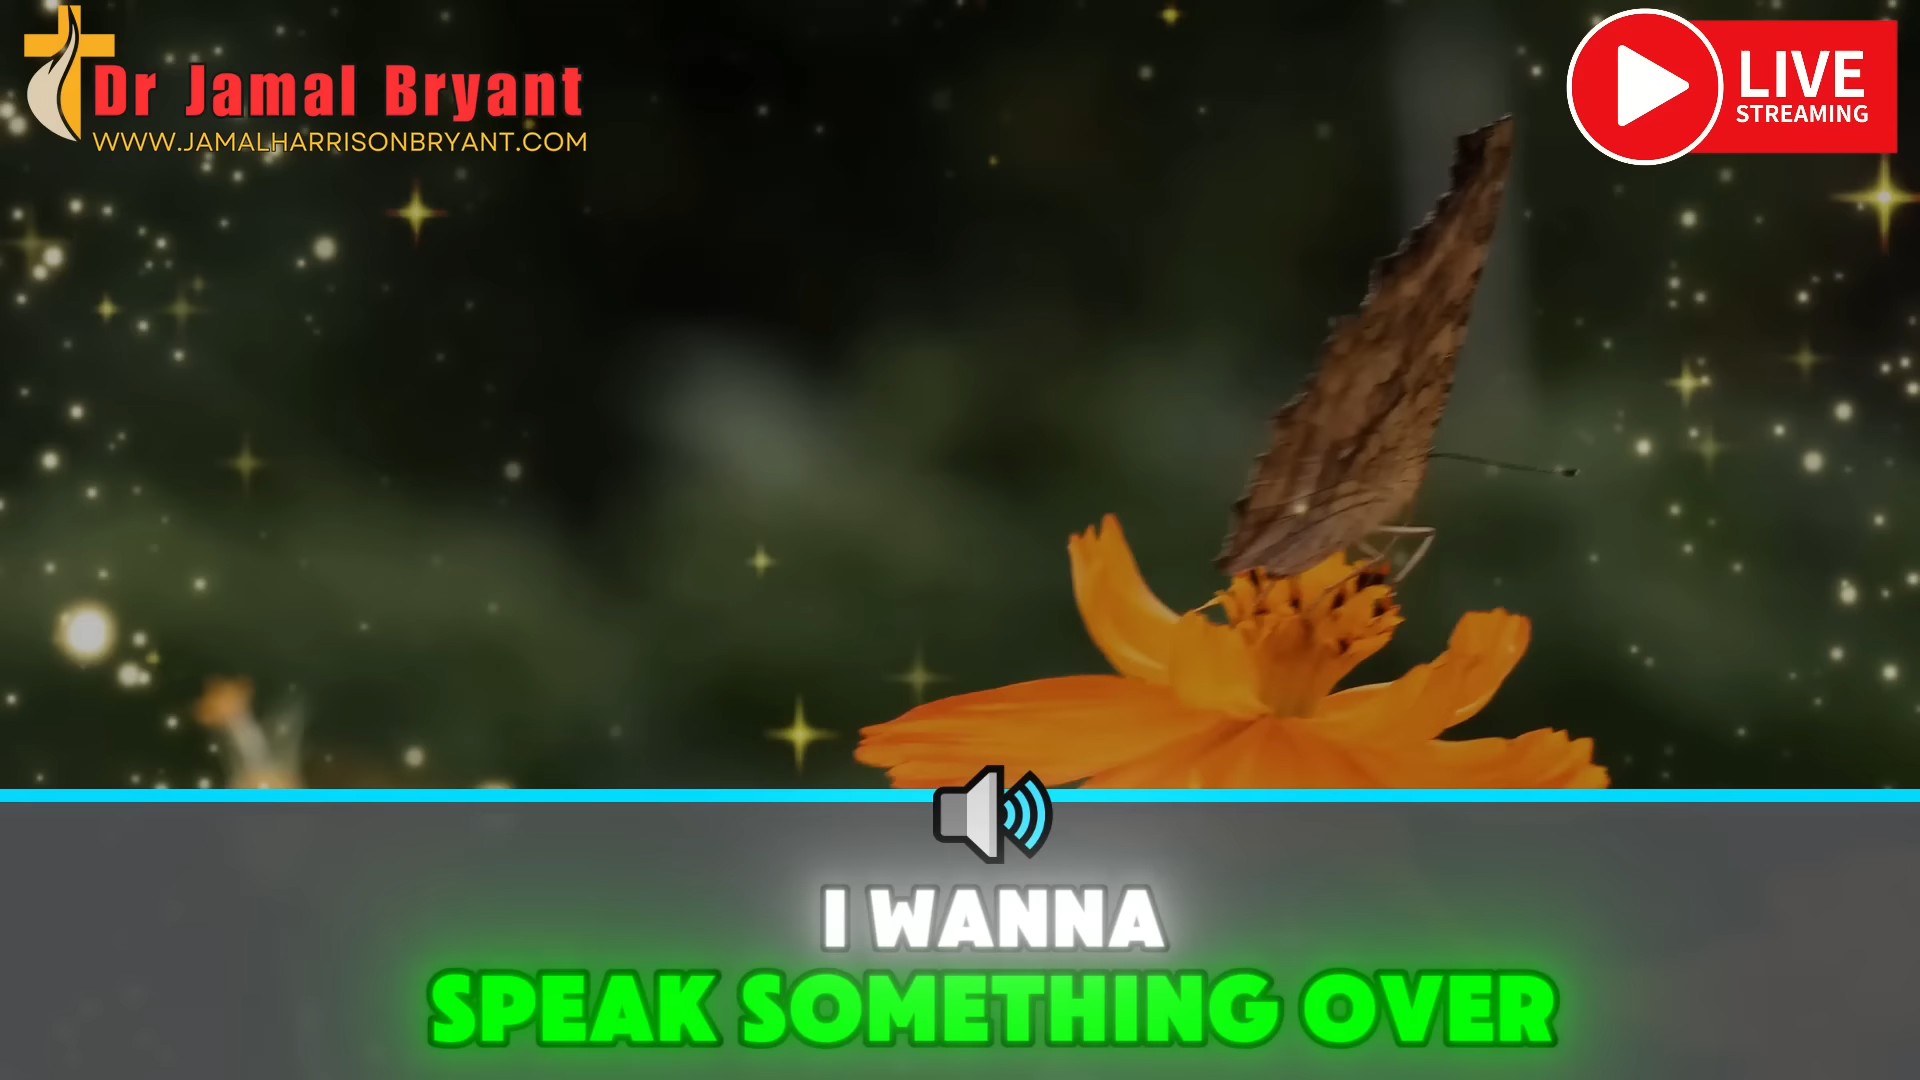 Dr Jamal Bryant
WWW.JAMALHARRISONBRYANT.COM
LIVE
STREAMING
I WANNA
SPEAK SOMETHING OVER